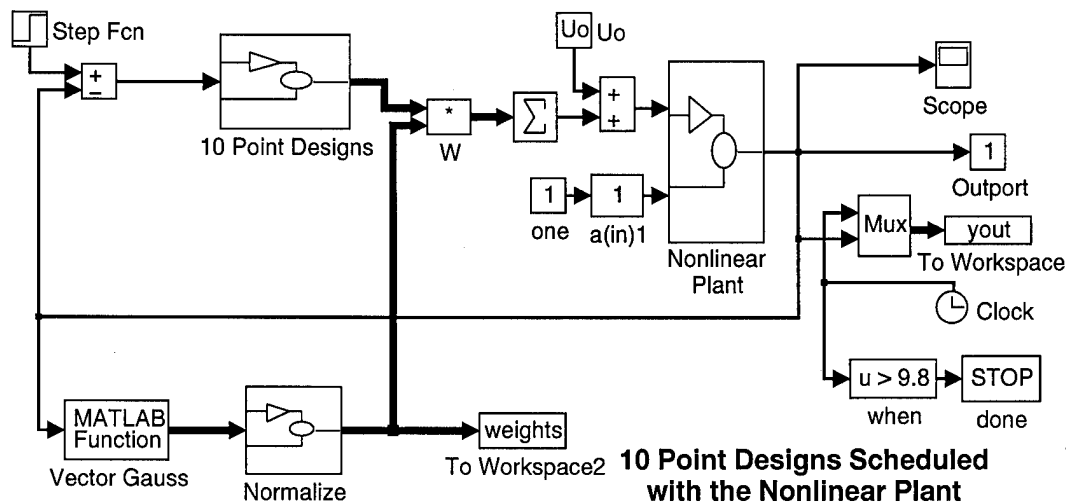 Step Fcn
+
−
10 Point Designs
*
W
Σ
Uo Uo
+
+
1
one
1
a(in)1
Nonlinear
Plant
Scope
1
Outport
Mux
yout
To Workspace
Clock
u > 9.8
when
STOP
done
MATLAB
Function
Vector Gauss
Normalize
weights
To Workspace2
10 Point Designs Scheduled
with the Nonlinear Plant